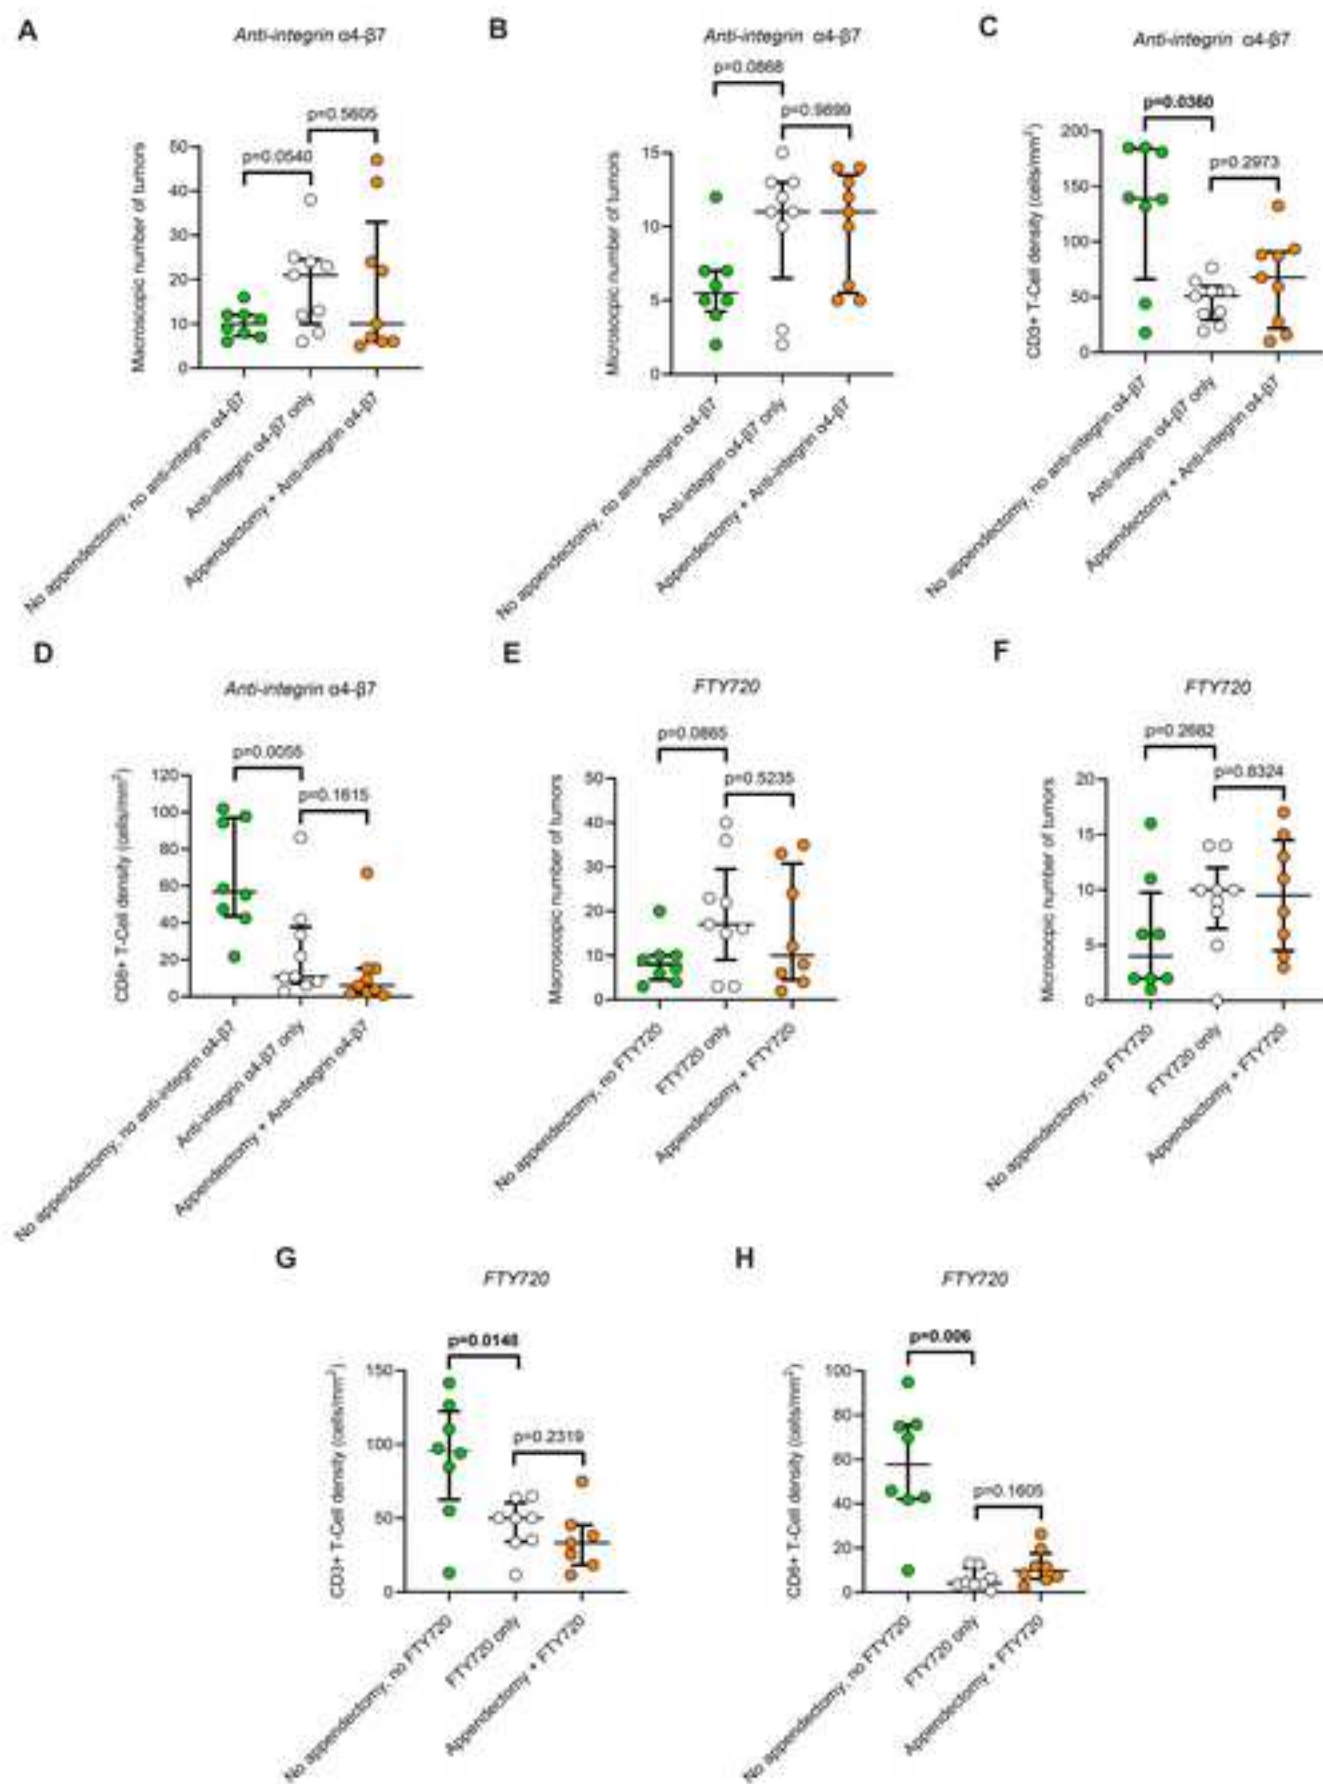 A
Anti-integrin α4-β7
p=0.5605
p=0.0540
Macroscopic number of tumors
50
40
30
20
10
0
No appendectomy, no anti-integrin α4-β7
Anti-integrin α4-β7 only
Appendectomy + Anti-integrin α4-β7
B
Anti-integrin α4-β7
p=0.0868
p=0.9699
Microsocpic number of tumors
15
10
5
0
No appendectomy, no anti-integrin α4-β7
Anti-integrin α4-β7 only
Appendectomy + Anti-integrin α4-β7
C
Anti-integrin α4-β7
p=0.0360
p=0.2973
CD3+ T-Cell density (cells/mm²)
200
150
100
50
0
No appendectomy, no anti-integrin α4-β7
Anti-integrin α4-β7 only
Appendectomy + Anti-integrin α4-β7
D
Anti-integrin α4-β7
p=0.0055
p=0.1615
CD8+ T-Cell density (cells/mm²)
120
100
80
60
40
20
0
No appendectomy, no anti-integrin α4-β7
Anti-integrin α4-β7 only
Appendectomy + Anti-integrin α4-β7
E
FTY720
p=0.0865
p=0.5235
Macroscopic number of tumors
50
40
30
20
10
0
No appendectomy, no FTY720
FTY720 only
Appendectomy + FTY720
F
FTY720
p=0.2682
p=0.8324
Microsocpic number of tumors
20
15
10
5
0
No appendectomy, no FTY720
FTY720 only
Appendectomy + FTY720
G
FTY720
p=0.0148
p=0.2319
CD3+ T-Cell density (cells/mm²)
150
100
50
0
No appendectomy, no FTY720
FTY720 only
Appendectomy + FTY720
H
FTY720
p=0.006
p=0.1605
CD8+ T-Cell density (cells/mm²)
100
80
60
40
20
0
No appendectomy, no FTY720
FTY720 only
Appendectomy + FTY720